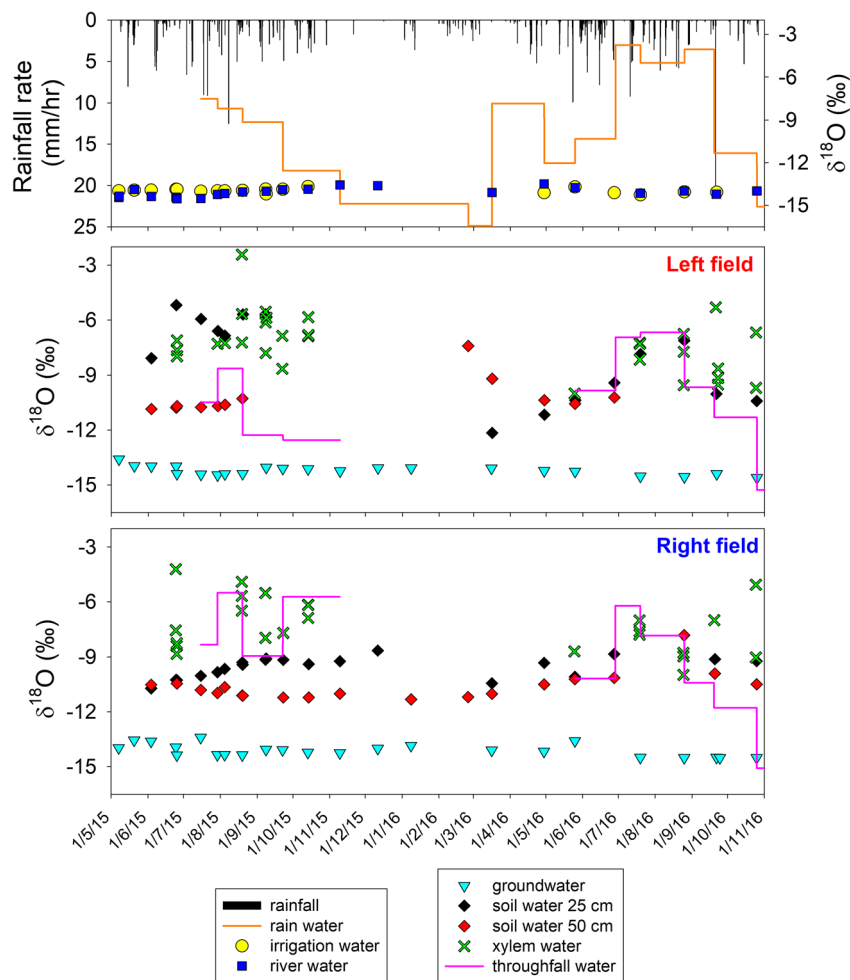 0
5
10
15
20
25
Rainfall rate
(mm/hr)
-3
-6
-9
-12
-15
δ18O (‰)
Left field
-3
-6
-9
-12
-15
δ18O (‰)
Right field
-3
-6
-9
-12
-15
δ18O (‰)
1/5/15
1/6/15
1/7/15
1/8/15
1/9/15
1/10/15
1/11/15
1/12/15
1/1/16
1/2/16
1/3/16
1/4/16
1/5/16
1/6/16
1/7/16
1/8/16
1/9/16
1/10/16
1/11/16
rainfall
rain water
irrigation water
river water
groundwater
soil water 25 cm
soil water 50 cm
xylem water
throughfall water